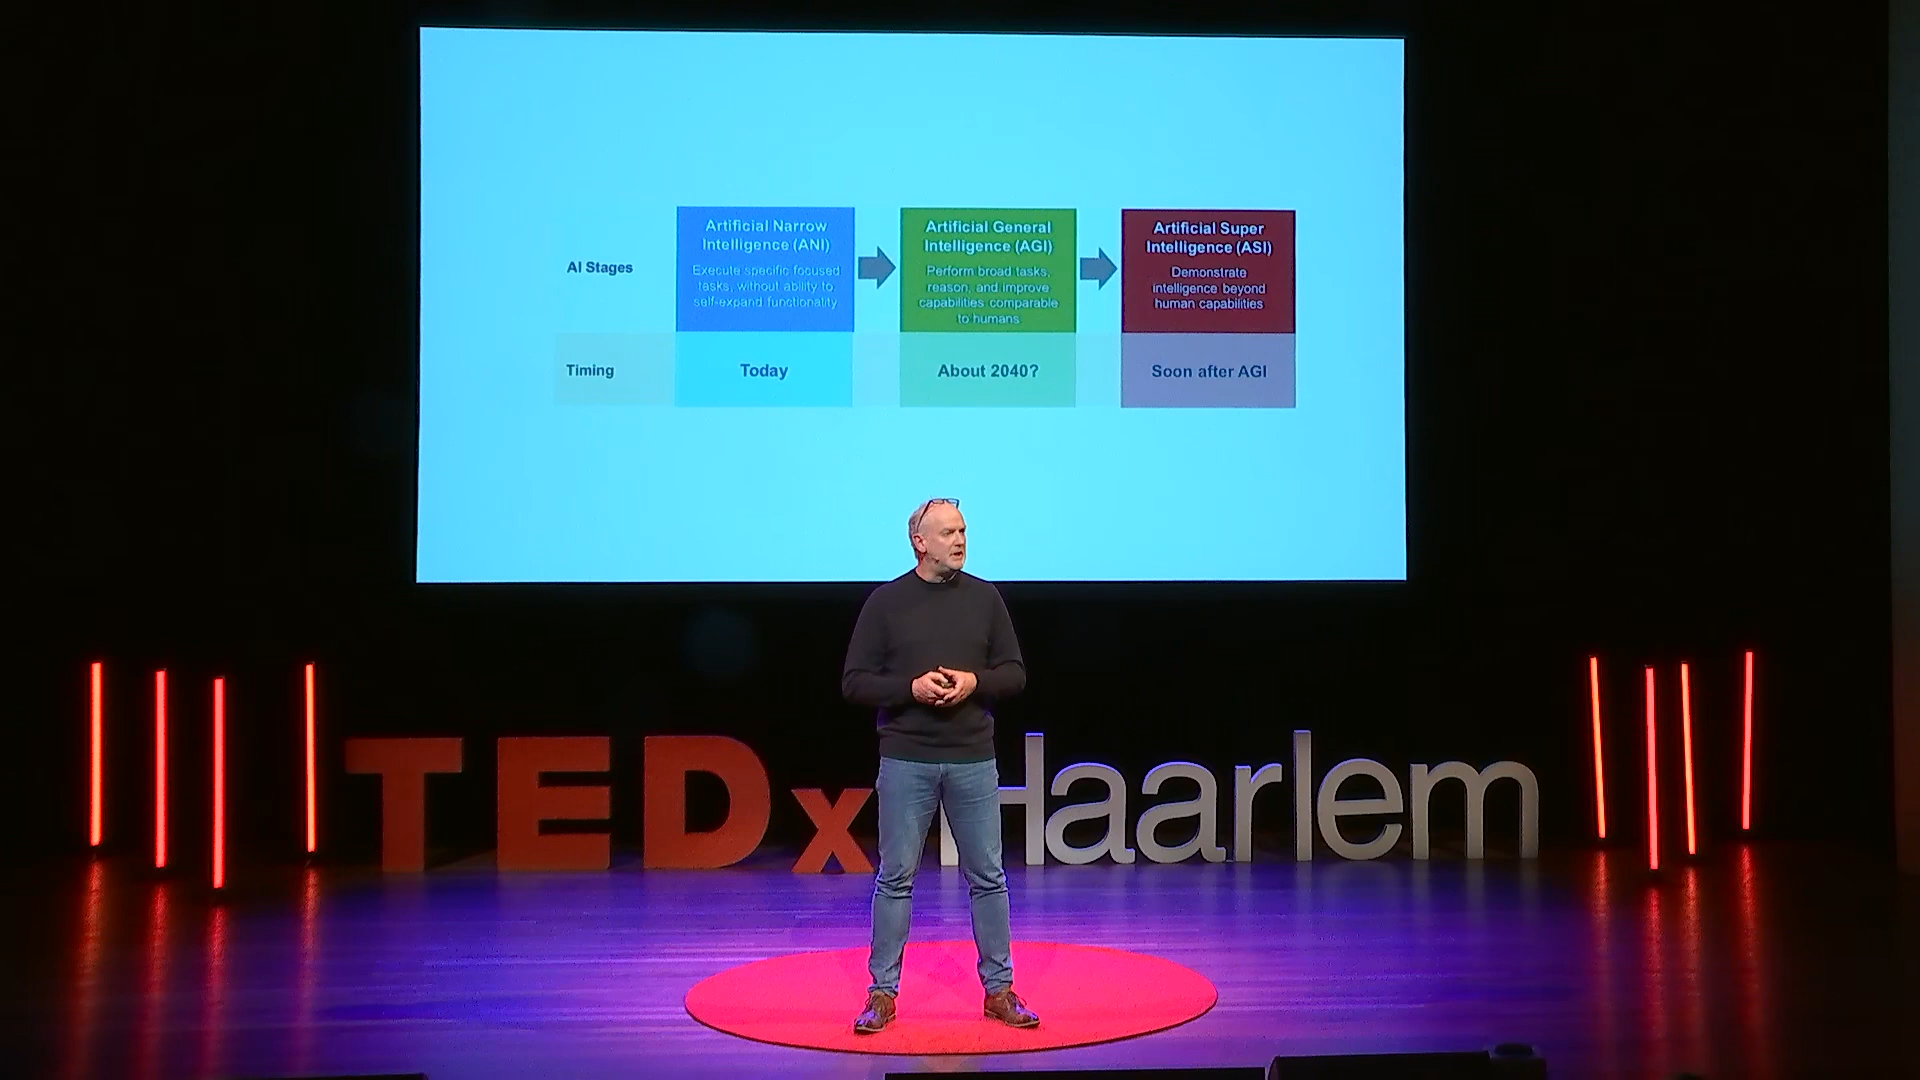 Artificial Narrow
Intelligence (ANI)
Execute specific focused
tasks, without ability to
self-expand functionality
Artificial General
Intelligence (AGI)
Perform broad tasks,
reason, and improve
capabilities comparable
to humans
Artificial Super
Intelligence (ASI)
Demonstrate
intelligence beyond
human capabilities
AI Stages
Timing
Today
About 2040?
Soon after AGI
TEDxHaarlem